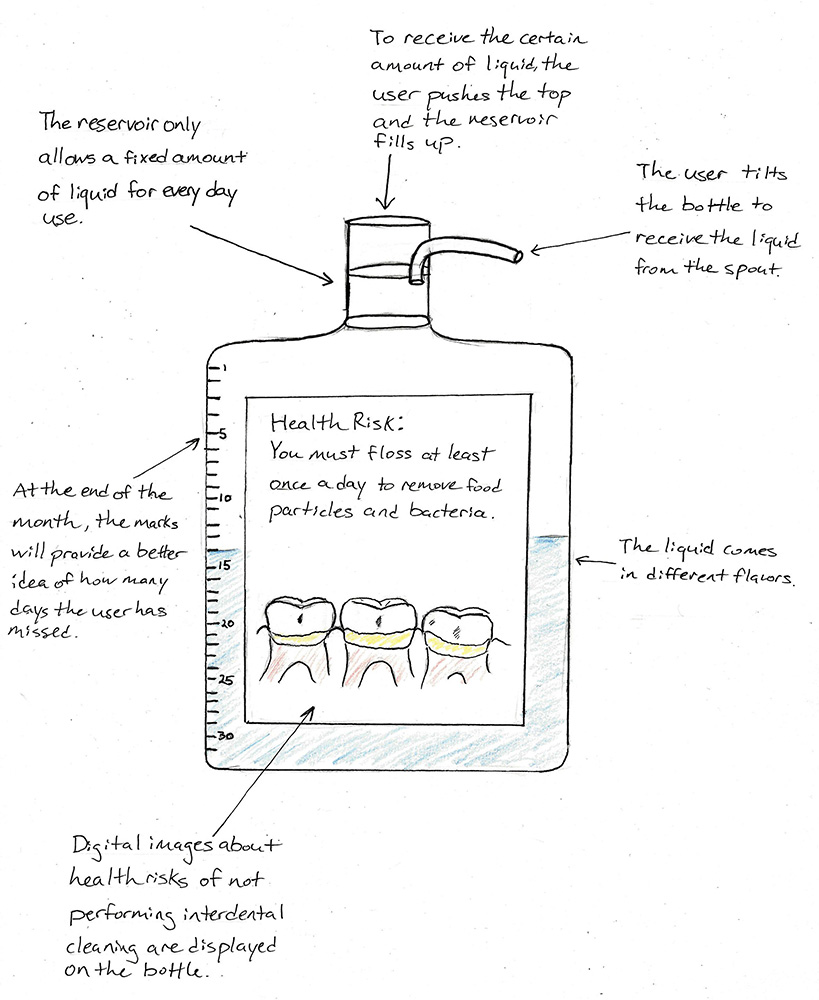 To receive the certain
amount of liquid, the
user pushes the top
and the reservoir
fills up.
The reservoir only
allows a fixed amount
of liquid for every day
use.
The user tilts
the bottle to
receive the liquid
from the spout.
1
5
10
15
20
25
30
Health Risk:
You must floss at least
once a day to remove food
particles and bacteria.
At the end of the
month, the marks
will provide a better
idea of how many
days the user has
missed.
The liquid comes
in different flavors.
Digital images about
health risks of not
performing interdental
cleaning are displayed
on the bottle.